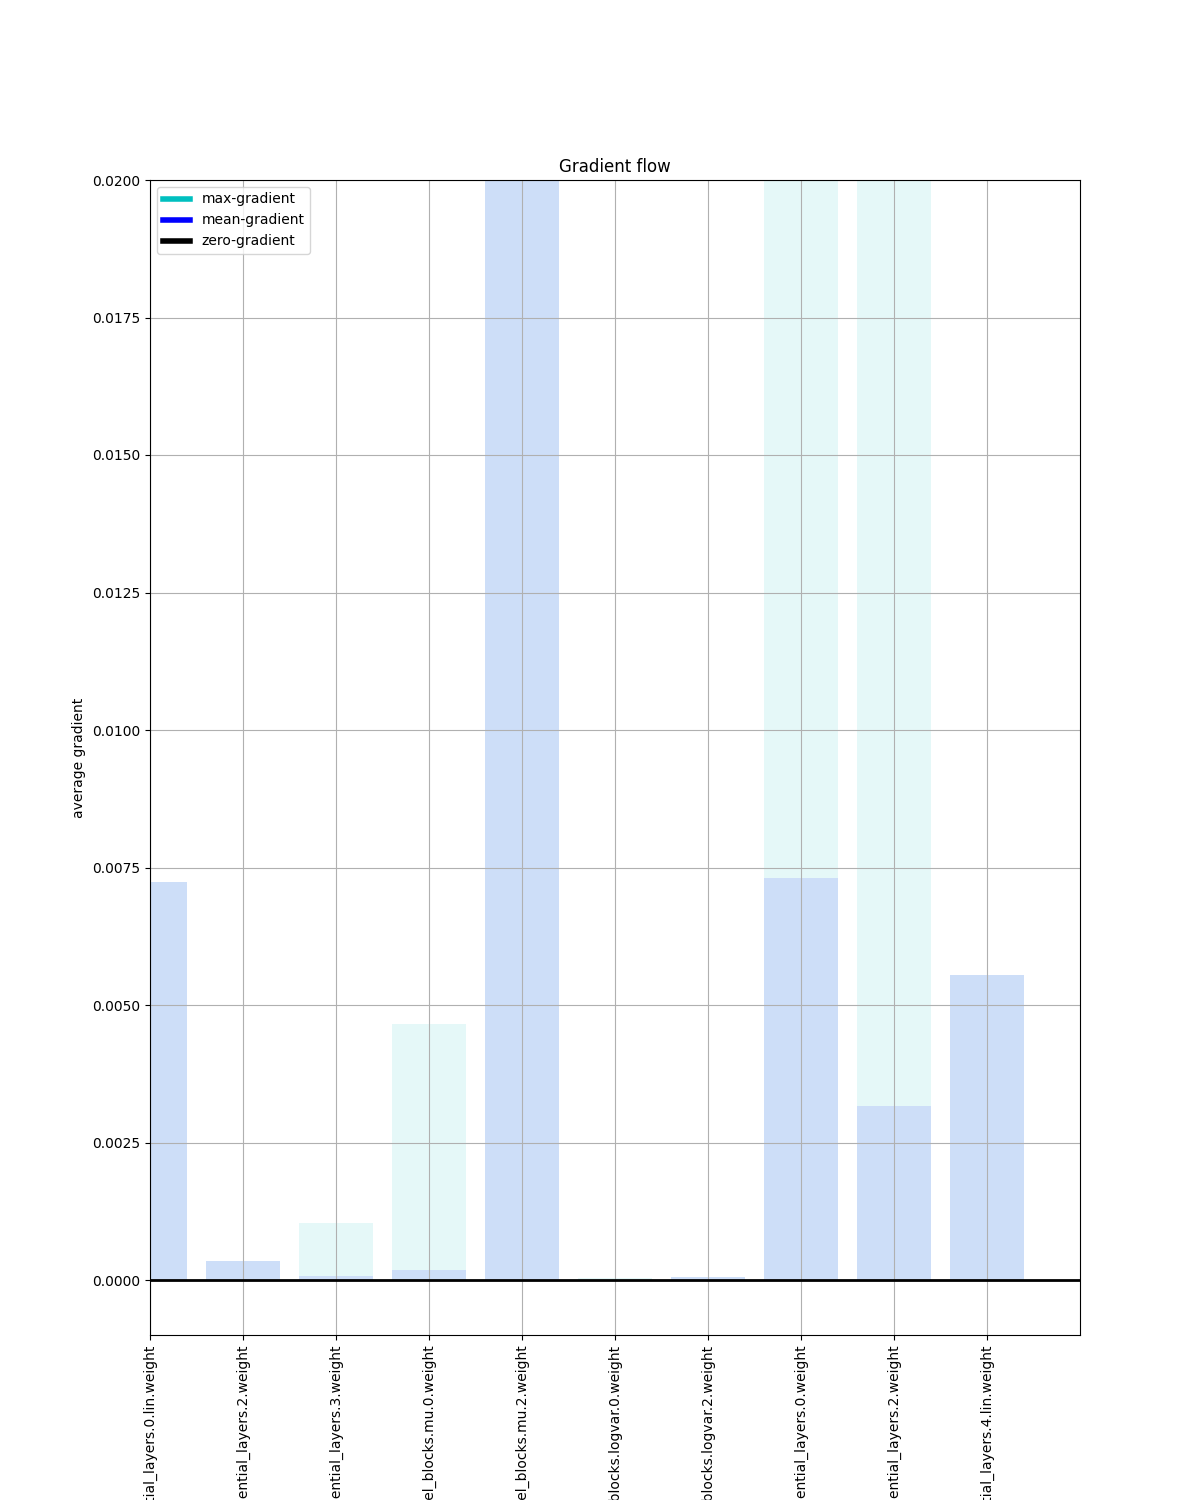 Gradient flow
max-gradient
mean-gradient
zero-gradient
average gradient
0.0200
0.0175
0.0150
0.0125
0.0100
0.0075
0.0050
0.0025
0.0000
tial_layers.0.lin.weight
ential_layers.2.weight
ential_layers.3.weight
el_blocks.mu.0.weight
el_blocks.mu.2.weight
blocks.logvar.0.weight
blocks.logvar.2.weight
ential_layers.0.weight
ential_layers.2.weight
tial_layers.4.lin.weight